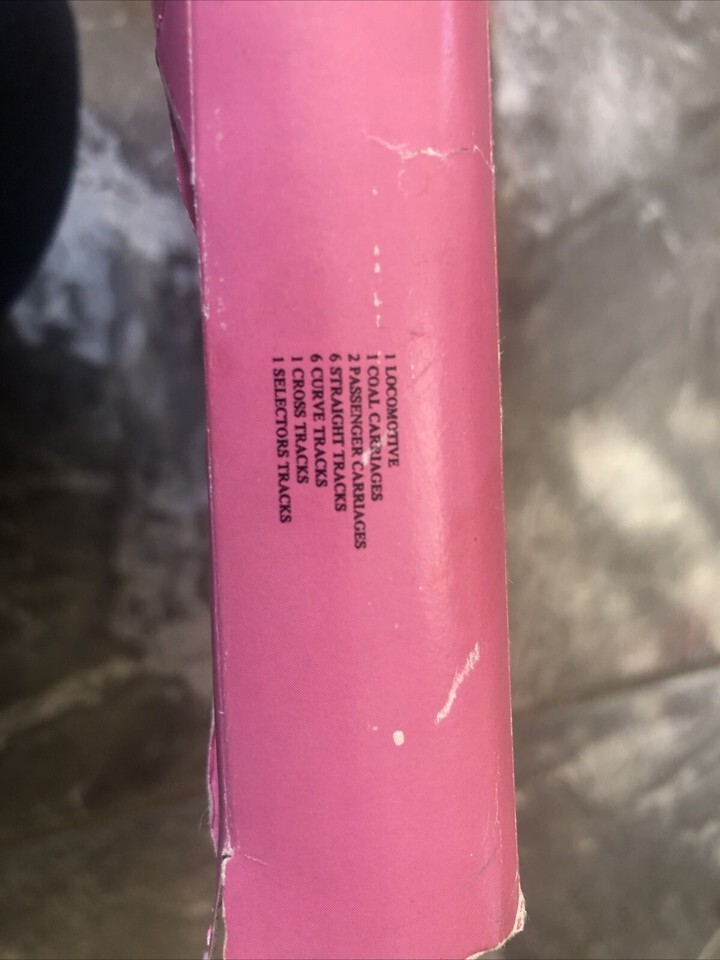 1 LOCOMOTIVE
1 COAL CARRIAGES
2 PASSENGER CARRIAGES
6 STRAIGHT TRACKS
6 CURVE TRACKS
1 CROSS TRACKS
1 SELECTORS TRACKS